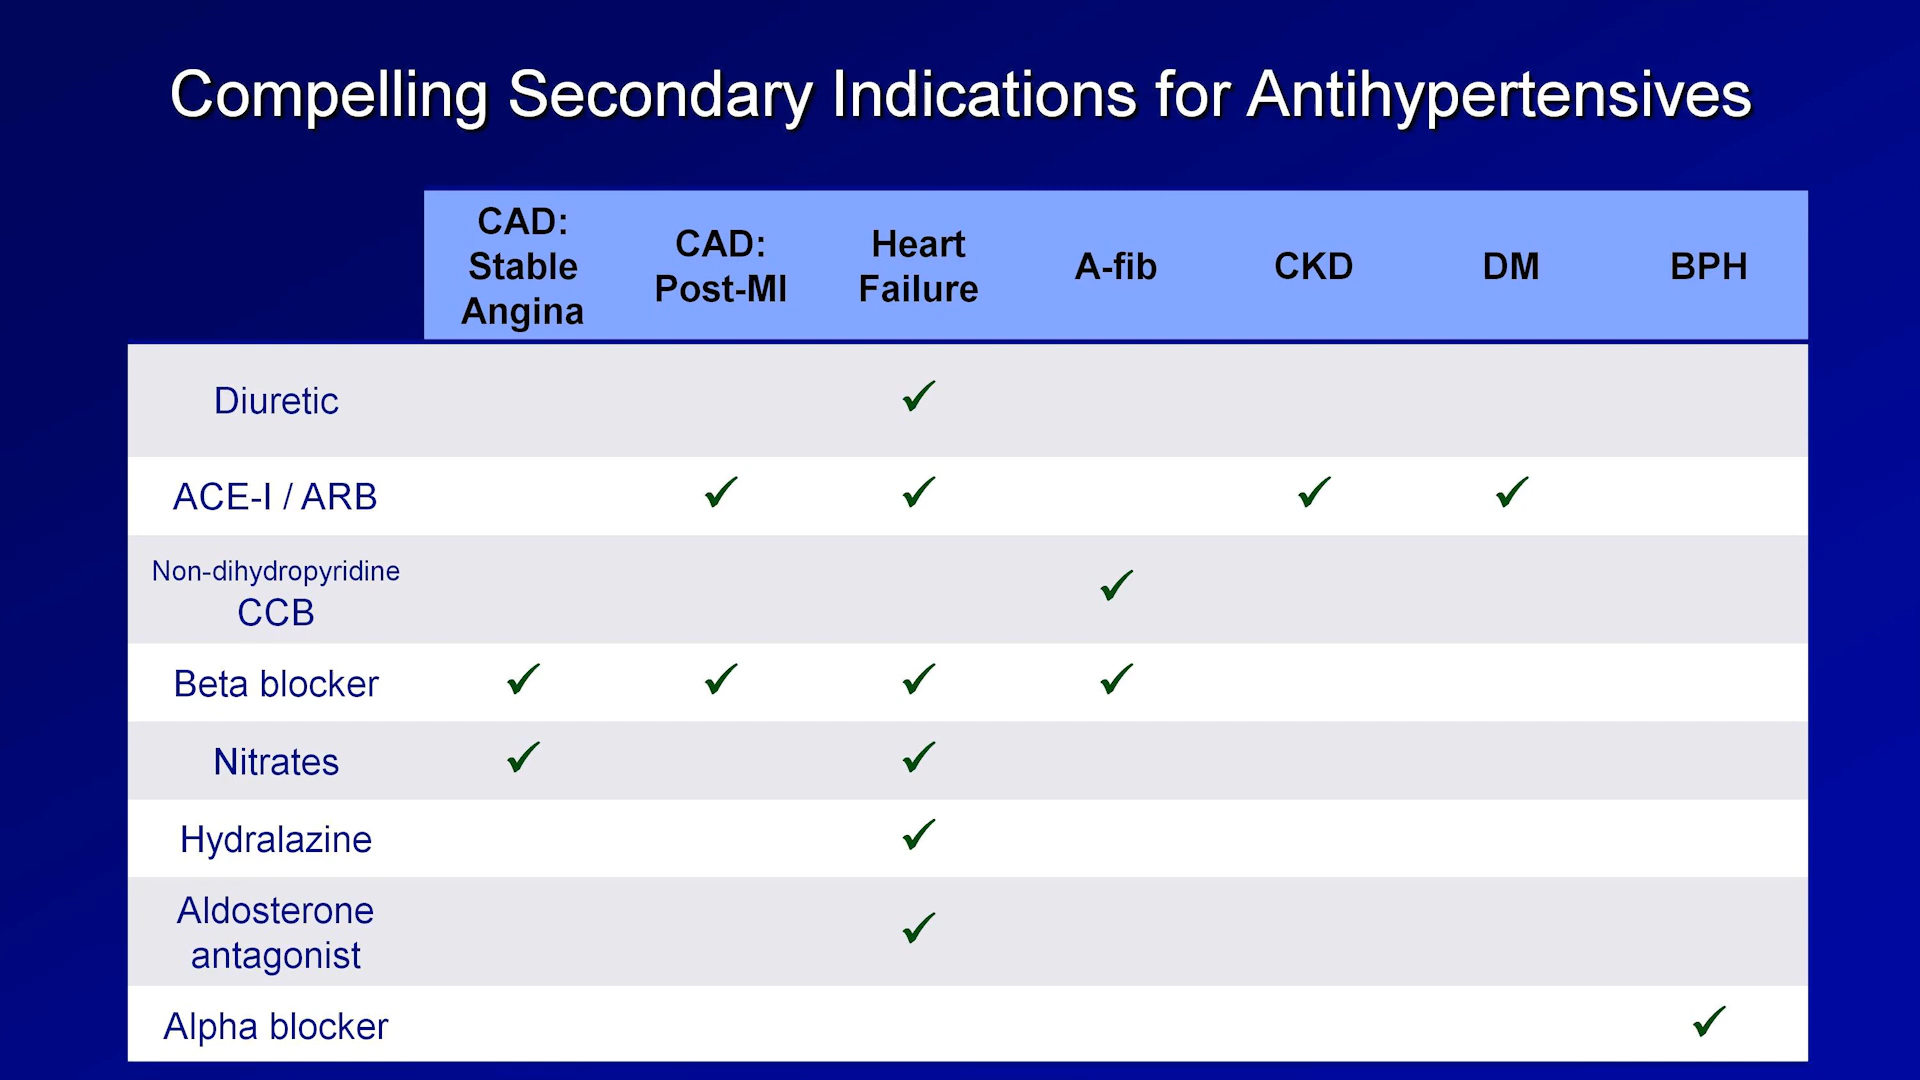 Compelling Secondary Indications for Antihypertensives
CAD:
Stable
Angina
CAD:
Post-MI
Heart
Failure
A-fib
CKD
DM
BPH
Diuretic
✓
ACE-I / ARB
✓ ✓ ✓ ✓
Non-dihydropyridine
CCB
✓
Beta blocker
✓ ✓ ✓ ✓
Nitrates
✓ ✓
Hydralazine
✓
Aldosterone
antagonist
✓
Alpha blocker
✓